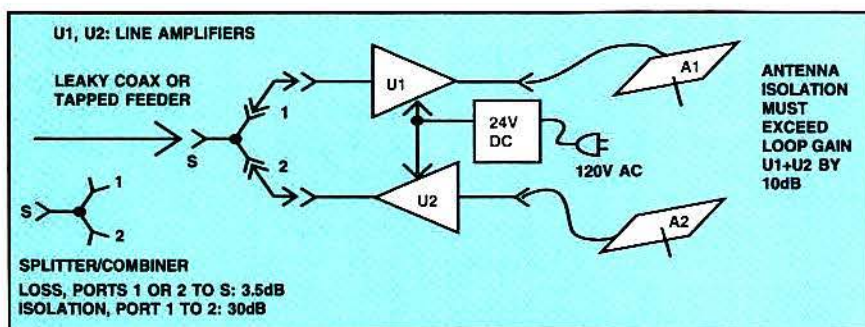 U1, U2: LINE AMPLIFIERS
LEAKY COAX OR
TAPPED FEEDER
S
1
2
U1
U2
24V
DC
120V AC
A1
A2
ANTENNA
ISOLATION
MUST
EXCEED
LOOP GAIN
U1+U2 BY
10dB
S
1
2
SPLITTER/COMBINER
LOSS, PORTS 1 OR 2 TO S: 3.5dB
ISOLATION, PORT 1 TO 2: 30dB